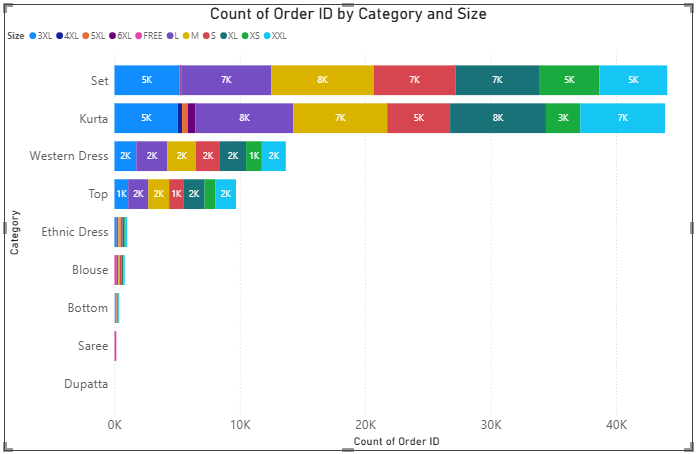 Count of Order ID by Category and Size
Size 3XL 4XL 5XL 6XL FREE L M S XL XS XXL
Set 5K 7K 8K 7K 7K 5K 5K
Kurta 5K 8K 7K 5K 8K 3K 7K
Western Dress 2K 2K 2K 2K 2K 1K 2K
Top 1K 2K 2K 1K 2K 2K
Ethnic Dress
Blouse
Bottom
Saree
Dupatta
Category
0K 10K 20K 30K 40K
Count of Order ID